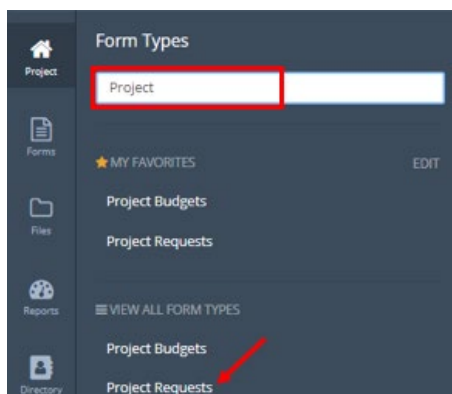 Form Types
Project
Project
Forms
★ MY FAVORITES
EDIT
Project Budgets
Files
Project Requests
Reports
VIEW ALL FORM TYPES
Project Budgets
Directory
Project Requests